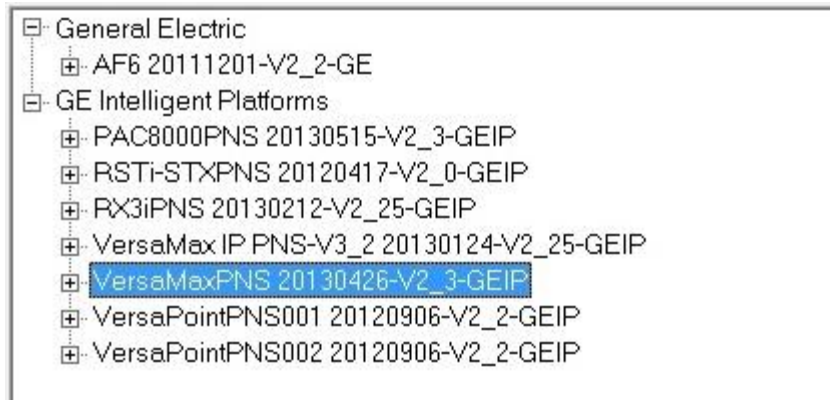 General Electric
AF6 20111201-V2_2-GE
GE Intelligent Platforms
PAC8000PNS 20130515-V2_3-GEIP
RSTi-STXPNS 20120417-V2_0-GEIP
RX3iPNS 20130212-V2_25-GEIP
VersaMax IP PNS-V3_2 20130124-V2_25-GEIP
VersaMaxPNS 20130426-V2_3-GEIP
VersaPointPNS001 20120906-V2_2-GEIP
VersaPointPNS002 20120906-V2_2-GEIP